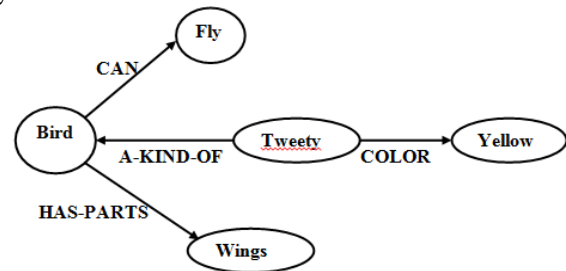 Fly
CAN
Bird
Tweety
Yellow
A-KIND-OF
COLOR
HAS-PARTS
Wings